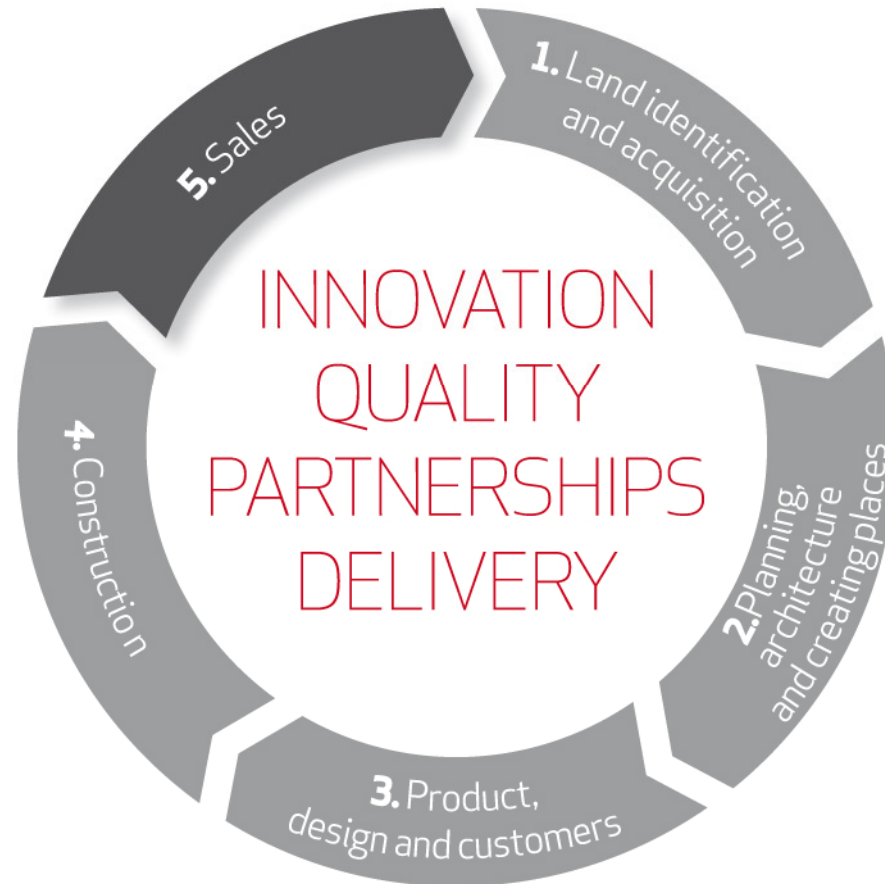 1. Land identification
and acquisition
2.Planning,
architecture
and creating places
3. Product,
design and customers
4. Construction
5. Sales
INNOVATION
QUALITY
PARTNERSHIPS
DELIVERY